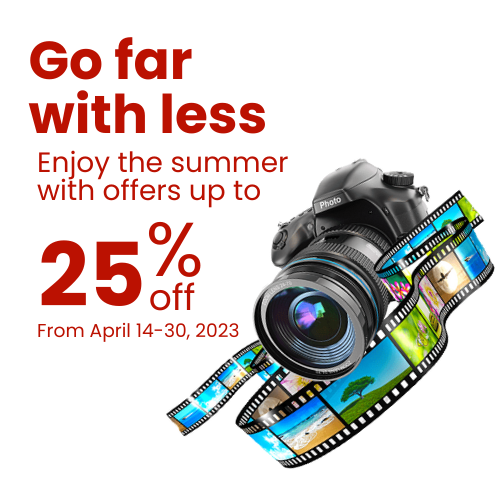 Go far
with less
Enjoy the summer
with offers up to
25%
off
From April 14-30, 2023
Photo